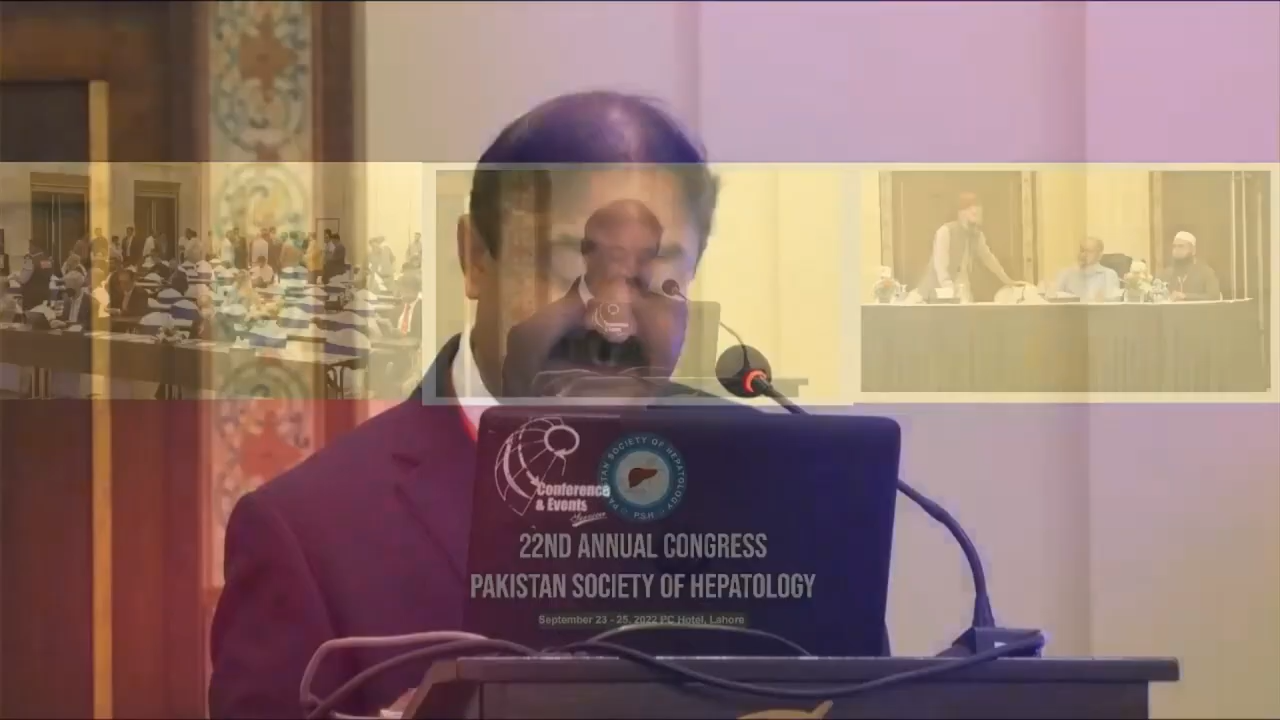 Conference
& Events
Services
PAKISTAN SOCIETY OF HEPATOLOGY
P.S.H
22ND ANNUAL CONGRESS
PAKISTAN SOCIETY OF HEPATOLOGY
September 23 - 25, 2022 PC Hotel, Lahore